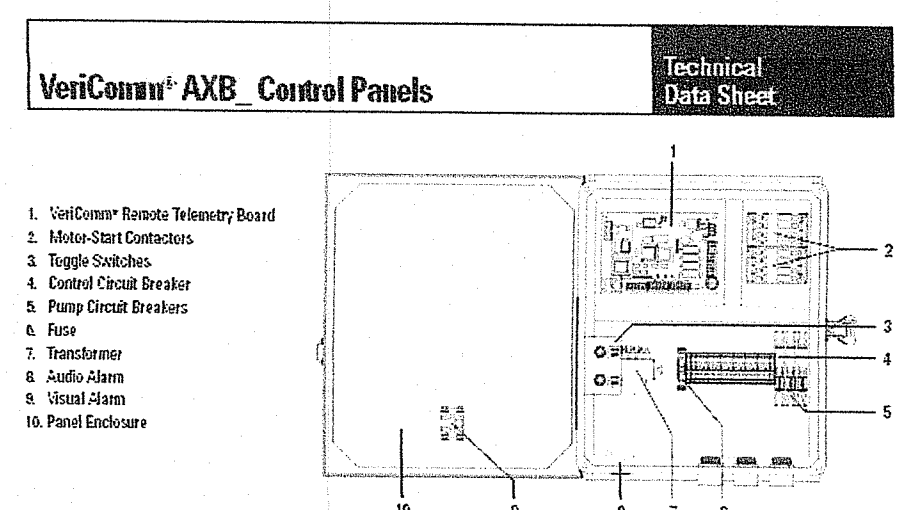 VeriComm® AXB_ Control Panels
Technical
Data Sheet
1. VeriComm® Remote Telemetry Board
2. Motor-Start Contactors
3. Toggle Switches
4. Control Circuit Breaker
5. Pump Circuit Breakers
6. Fuse
7. Transformer
8. Audio Alarm
9. Visual Alarm
10. Panel Enclosure
1
2
3
4
5
10
9
7